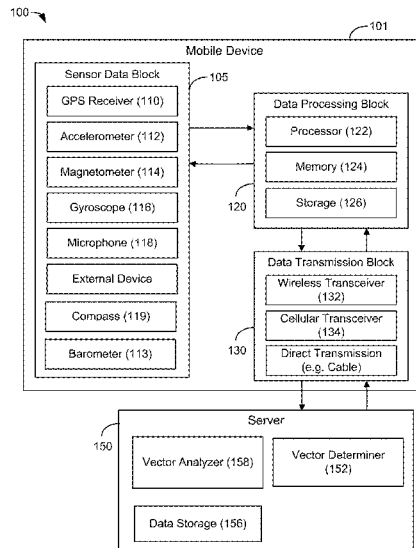 100
101
Mobile Device
Sensor Data Block
105
GPS Receiver (110)
Accelerometer (112)
Magnetometer (114)
Gyroscope (116)
Microphone (118)
External Device
Compass (119)
Barometer (113)
Data Processing Block
Processor (122)
Memory (124)
Storage (126)
120
Data Transmission Block
Wireless Transceiver
(132)
Cellular Transceiver
(134)
Direct Transmission
(e.g. Cable)
130
Server
150
Vector Analyzer (158)
Vector Determiner
(152)
Data Storage (156)